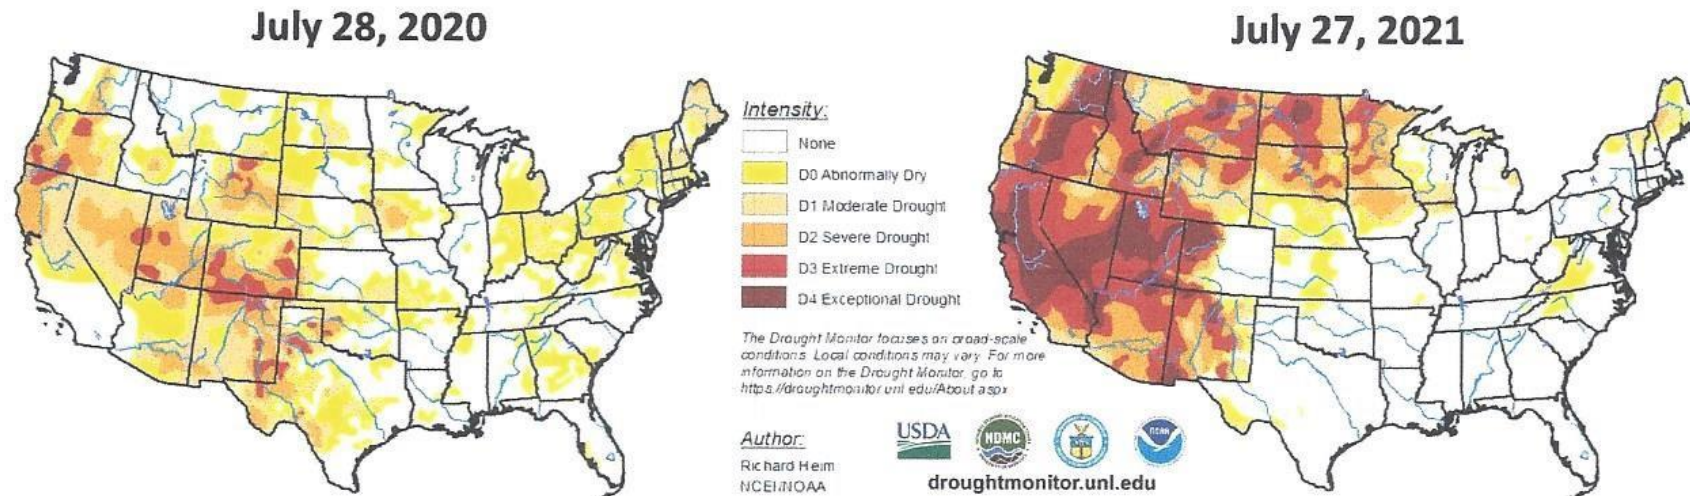 July 28, 2020
July 27, 2021
Intensity:
None
D0 Abnormally Dry
D1 Moderate Drought
D2 Severe Drought
D3 Extreme Drought
D4 Exceptional Drought
The Drought Monitor focuses on broad-scale
conditions. Local conditions may vary. For more
information on the Drought Monitor, go to
https://droughtmonitor.unl.edu/About.aspx
Author:
Richard Heim
NCEI/NOAA
USDA
NDMC
droughtmonitor.unl.edu